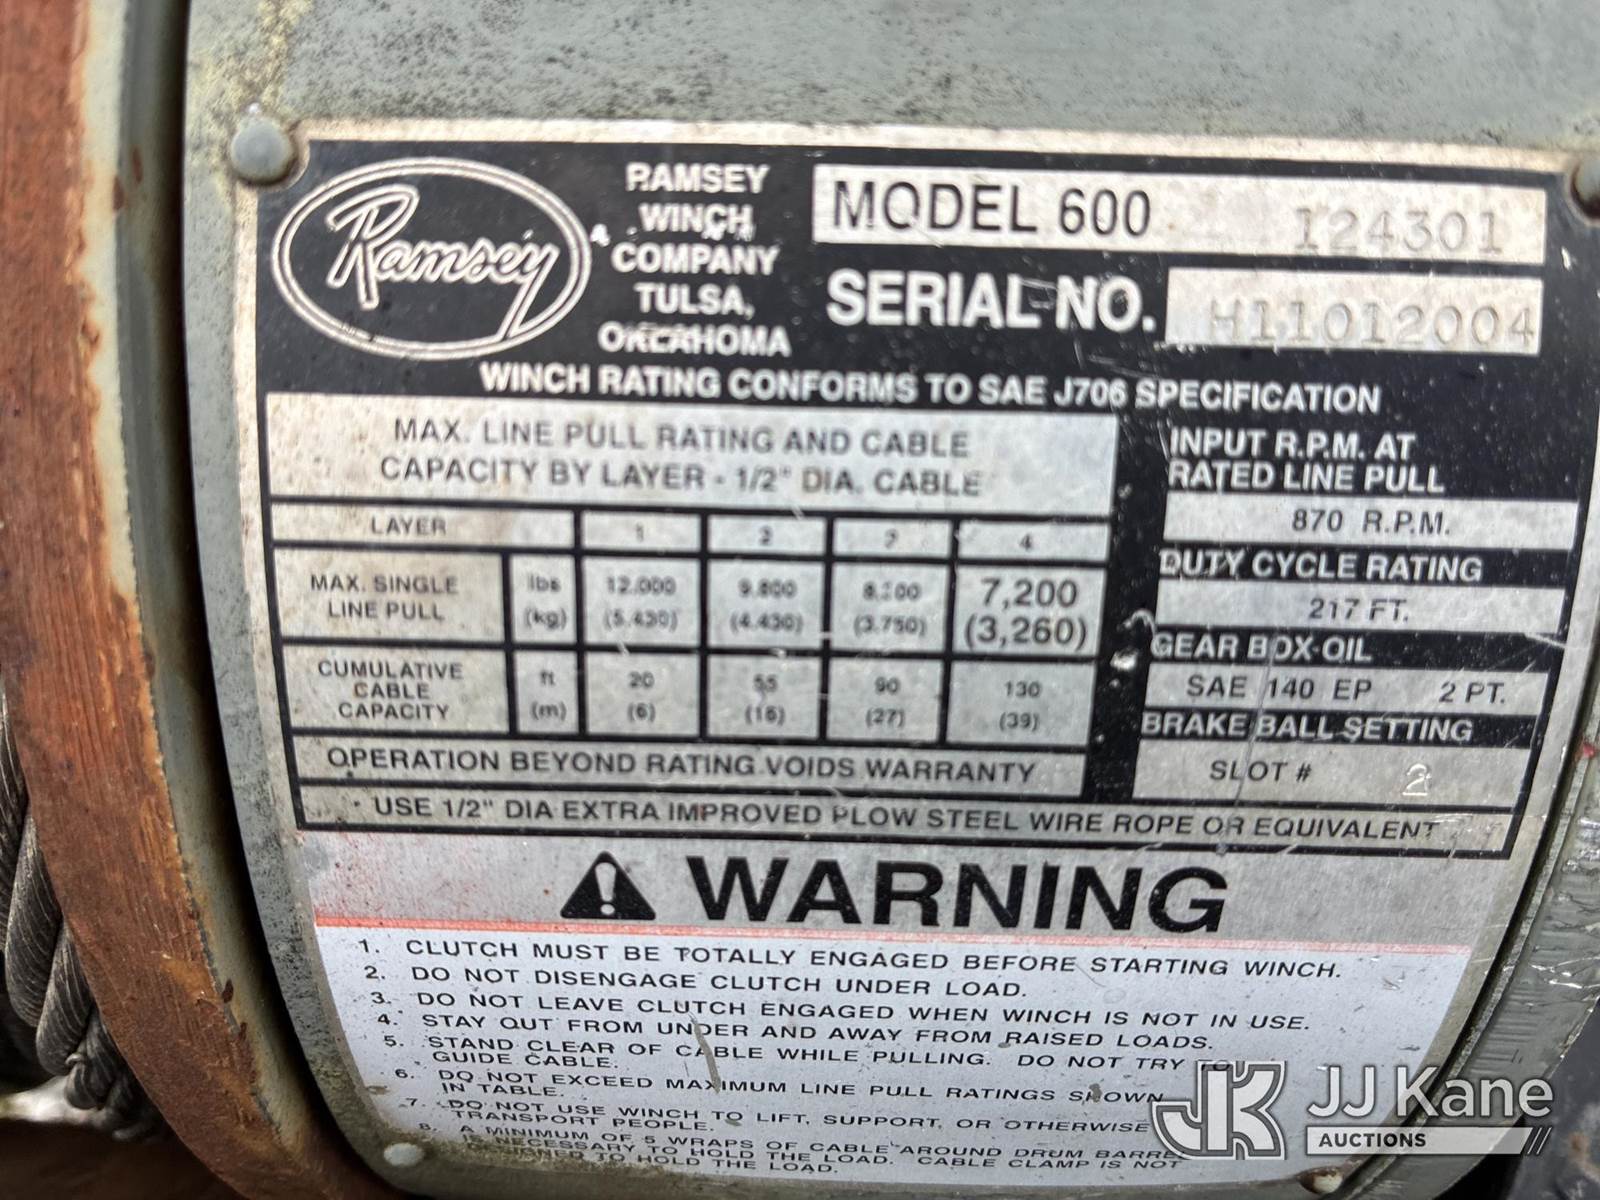 Ramsey
RAMSEY
WINCH
COMPANY
TULSA,
OKLAHOMA
MODEL 600 124301
SERIAL NO. H11012004
WINCH RATING CONFORMS TO SAE J706 SPECIFICATION
MAX. LINE PULL RATING AND CABLE
CAPACITY BY LAYER - 1/2" DIA. CABLE
LAYER 1 2 3 4
MAX. SINGLE LINE PULL lbs 12,000 9,800 8,300 7,200
(kg) (5,430) (4,430) (3,750) (3,260)
CUMULATIVE CABLE CAPACITY ft 20 55 90 130
(m) (6) (16) (27) (39)
OPERATION BEYOND RATING VOIDS WARRANTY
USE 1/2" DIA EXTRA IMPROVED PLOW STEEL WIRE ROPE OR EQUIVALENT
INPUT R.P.M. AT
RATED LINE PULL
870 R.P.M.
DUTY CYCLE RATING
217 FT.
GEAR BOX OIL
SAE 140 EP 2 PT.
BRAKE BALL SETTING
SLOT # 2
WARNING
1. CLUTCH MUST BE TOTALLY ENGAGED BEFORE STARTING WINCH.
2. DO NOT DISENGAGE CLUTCH UNDER LOAD.
3. DO NOT LEAVE CLUTCH ENGAGED WHEN WINCH IS NOT IN USE.
4. STAY OUT FROM UNDER AND AWAY FROM RAISED LOADS.
5. STAND CLEAR OF CABLE WHILE PULLING. DO NOT TRY TO
GUIDE CABLE.
6. DO NOT EXCEED MAXIMUM LINE PULL RATINGS SHOWN
IN TABLE.
7. DO NOT USE WINCH TO LIFT, SUPPORT, OR OTHERWISE
TRANSPORT PEOPLE.
8. A MINIMUM OF 5 WRAPS OF CABLE AROUND DRUM BARREL
IS NECESSARY TO HOLD THE LOAD. CABLE CLAMP IS NOT
DESIGNED TO HOLD THE LOAD.
JK JJ Kane
AUCTIONS